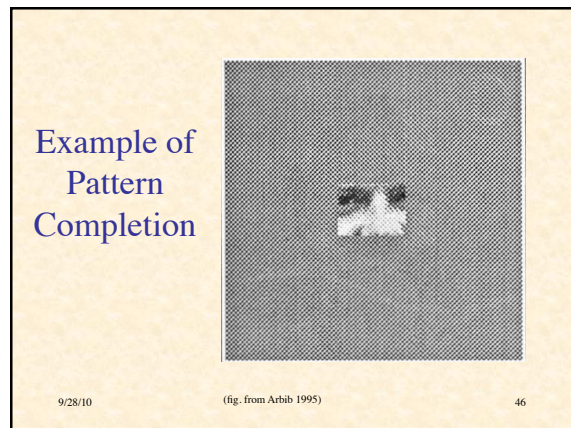 Example of
Pattern
Completion
9/28/10
(fig. from Arbib 1995)
46